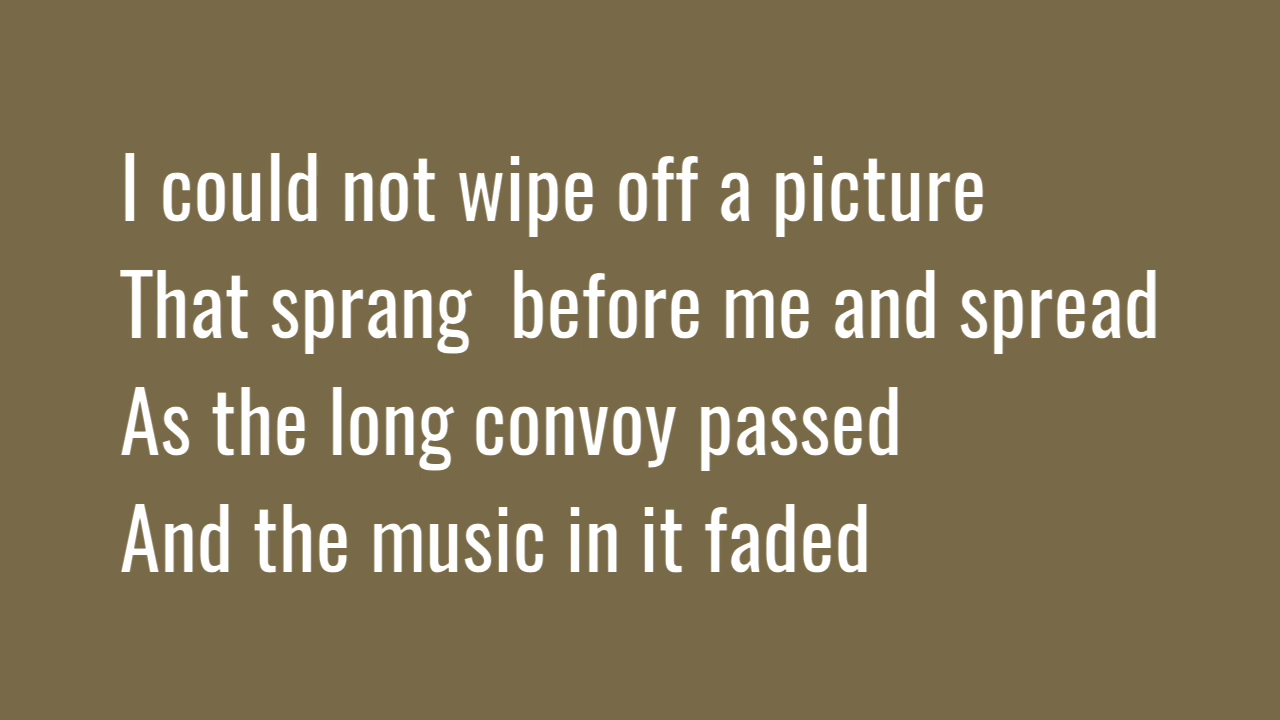 I could not wipe off a picture
That sprang  before me and spread
As the long convoy passed
And the music in it faded